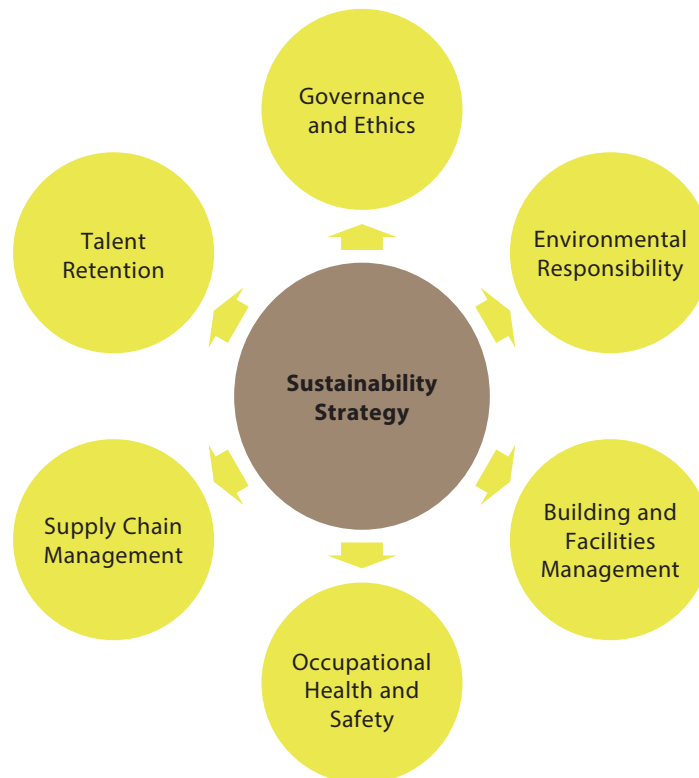 Governance
and Ethics
Talent
Retention
Environmental
Responsibility
Sustainability
Strategy
Supply Chain
Management
Building and
Facilities
Management
Occupational
Health and
Safety